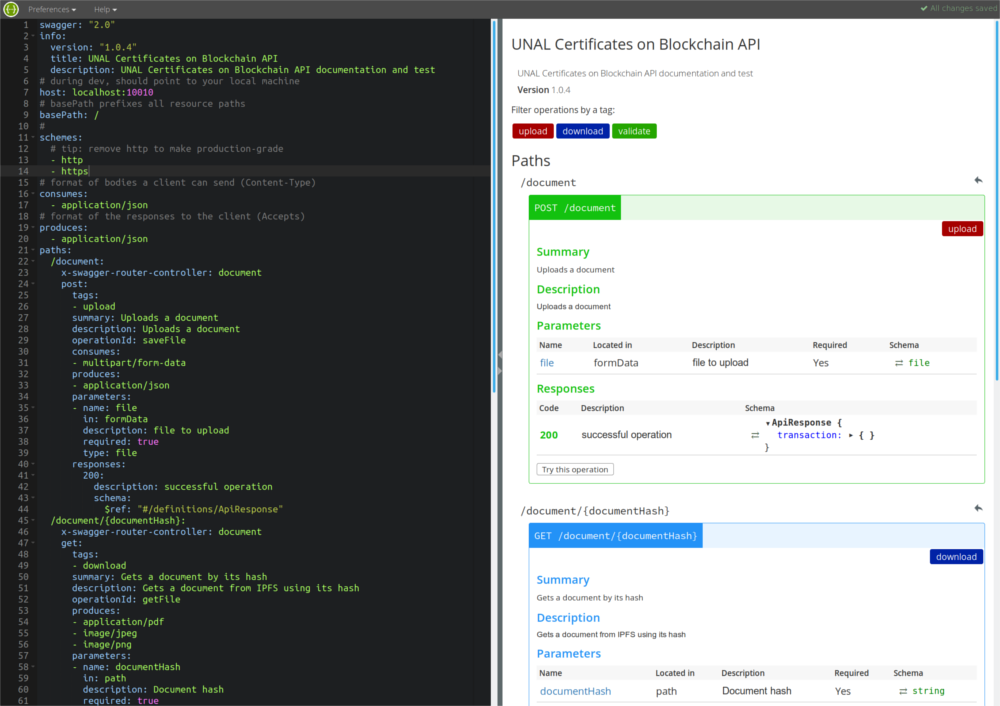 Preferences Help All changes saved
1 swagger: "2.0"
2 info:
3 version: "1.0.4"
4 title: UNAL Certificates on Blockchain API
5 description: UNAL Certificates on Blockchain API documentation and test
6 # during dev, should point to your local machine
7 host: localhost:10010
8 # basePath prefixes all resource paths
9 basePath: /
10 #
11 schemes:
12 # tip: remove http to make production-grade
13 - http
14 - https
15 # format of bodies a client can send (Content-Type)
16 consumes:
17 - application/json
18 # format of the responses to the client (Accepts)
19 produces:
20 - application/json
21 paths:
22 /document:
23 x-swagger-router-controller: document
24 post:
25 tags:
26 - upload
27 summary: Uploads a document
28 description: Uploads a document
29 operationId: saveFile
30 consumes:
31 - multipart/form-data
32 produces:
33 - application/json
34 parameters:
35 - name: file
36 in: formData
37 description: file to upload
38 required: true
39 type: file
40 responses:
41 200:
42 description: successful operation
43 schema:
44 $ref: "#/definitions/ApiResponse"
45 /document/{documentHash}:
46 x-swagger-router-controller: document
47 get:
48 tags:
49 - download
50 summary: Gets a document by its hash
51 description: Gets a document from IPFS using its hash
52 operationId: getFile
53 produces:
54 - application/pdf
55 - image/jpeg
56 - image/png
57 parameters:
58 - name: documentHash
59 in: path
60 description: Document hash
61 required: true
UNAL Certificates on Blockchain API
UNAL Certificates on Blockchain API documentation and test
Version 1.0.4
Filter operations by a tag:
upload download validate
Paths
/document
POST /document
upload
Summary
Uploads a document
Description
Uploads a document
Parameters
Name Located in Description Required Schema
file formData file to upload Yes ⇄ file
Responses
Code Description Schema
200 successful operation ⇄ ▾ApiResponse {
transaction: ▸ { }
}
Try this operation
/document/{documentHash}
GET /document/{documentHash}
download
Summary
Gets a document by its hash
Description
Gets a document from IPFS using its hash
Parameters
Name Located in Description Required Schema
documentHash path Document hash Yes ⇄ string